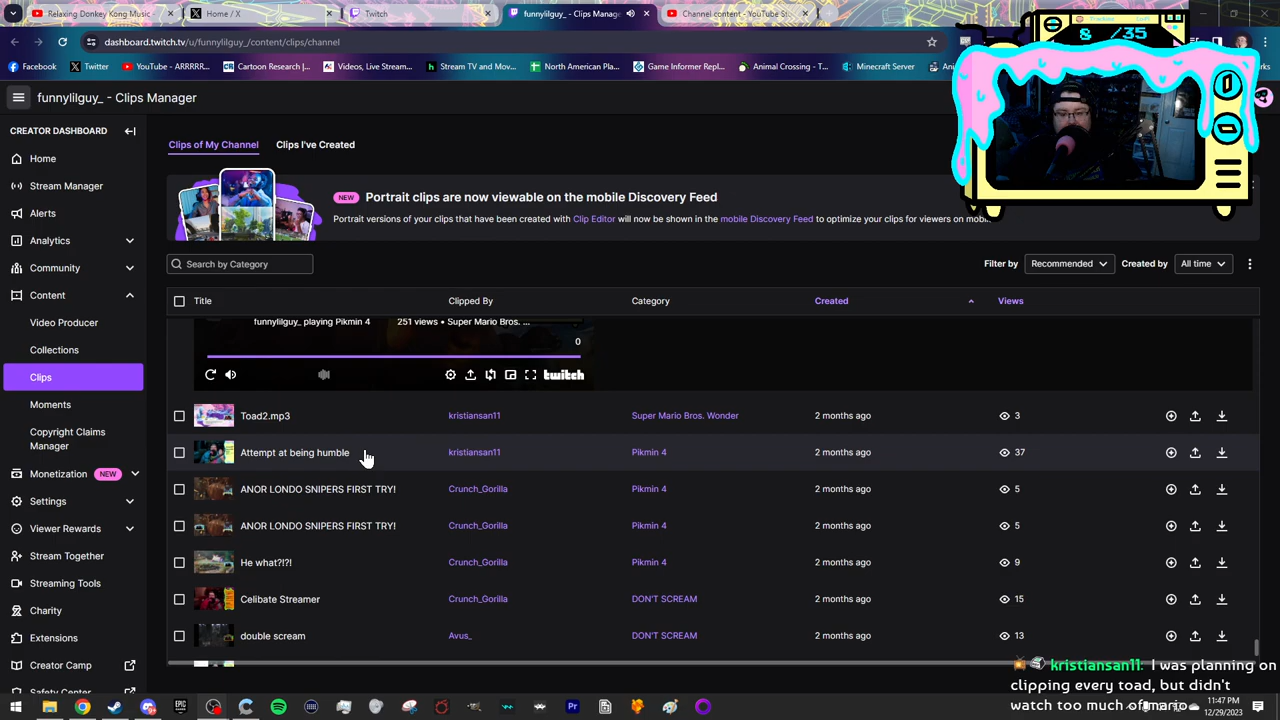 Relaxing Donkey Kong Music -
Home / X
Twitch
funnylilguy_ - Clips Manage
Channel content - YouTube St
8 /35
dashboard.twitch.tv/u/funnylilguy_/content/clips/channel
Facebook
Twitter
YouTube - ARRRRR...
Cartoon Research |...
Videos, Live Stream...
Stream TV and Mov...
North American Pla...
Game Informer Repl...
Animal Crossing - T...
Minecraft Server
funnylilguy_ - Clips Manager
CREATOR DASHBOARD
Home
Stream Manager
Alerts
Analytics
Community
Content
Video Producer
Collections
Clips
Moments
Copyright Claims
Manager
Monetization NEW
Settings
Viewer Rewards
Stream Together
Streaming Tools
Charity
Extensions
Creator Camp
Safety Center
Clips of My Channel
Clips I've Created
NEW Portrait clips are now viewable on the mobile Discovery Feed
Portrait versions of your clips that have been created with Clip Editor will now be shown in the mobile Discovery Feed to optimize your clips for viewers on mobi
Search by Category
Filter by Recommended
Created by All time
Title Clipped By Category Created Views
funnylilguy_ playing Pikmin 4 251 views • Super Mario Bros. ...
0
twitch
Toad2.mp3 kristiansan11 Super Mario Bros. Wonder 2 months ago 3
Attempt at being humble kristiansan11 Pikmin 4 2 months ago 37
ANOR LONDO SNIPERS FIRST TRY! Crunch_Gorilla Pikmin 4 2 months ago 5
ANOR LONDO SNIPERS FIRST TRY! Crunch_Gorilla Pikmin 4 2 months ago 5
He what?!?! Crunch_Gorilla Pikmin 4 2 months ago 9
Celibate Streamer Crunch_Gorilla DON'T SCREAM 2 months ago 15
double scream Avus_ DON'T SCREAM 2 months ago 13
kristiansan11: I was planning on
clipping every toad, but didn't
watch too much of mario
11:47 PM
12/29/2023